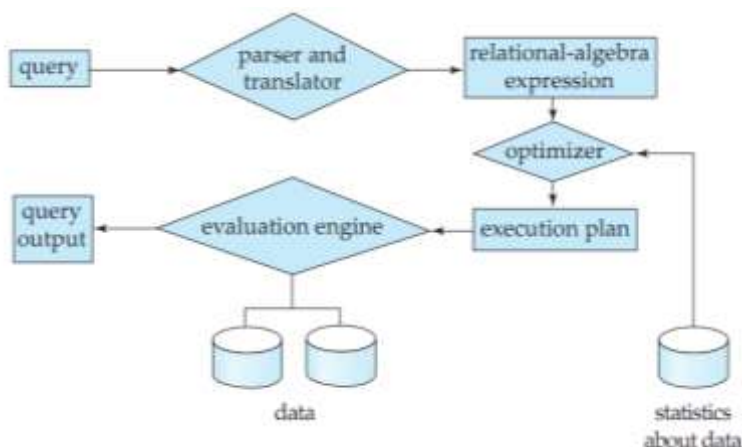 query
parser and
translator
relational-algebra
expression
optimizer
query
output
evaluation engine
execution plan
data
statistics
about data